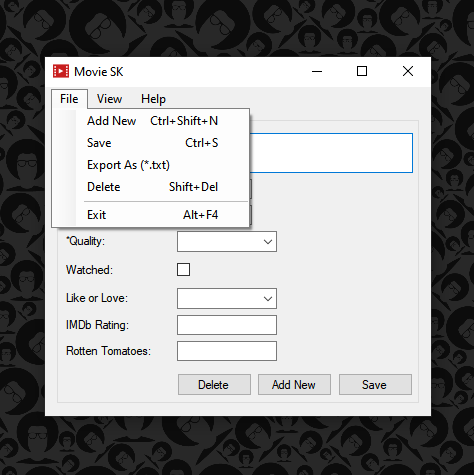 Movie SK
File View Help
Add New Ctrl+Shift+N
Save Ctrl+S
Export As (*.txt)
Delete Shift+Del
Exit Alt+F4
*Quality:
Watched:
Like or Love:
IMDb Rating:
Rotten Tomatoes:
Delete Add New Save